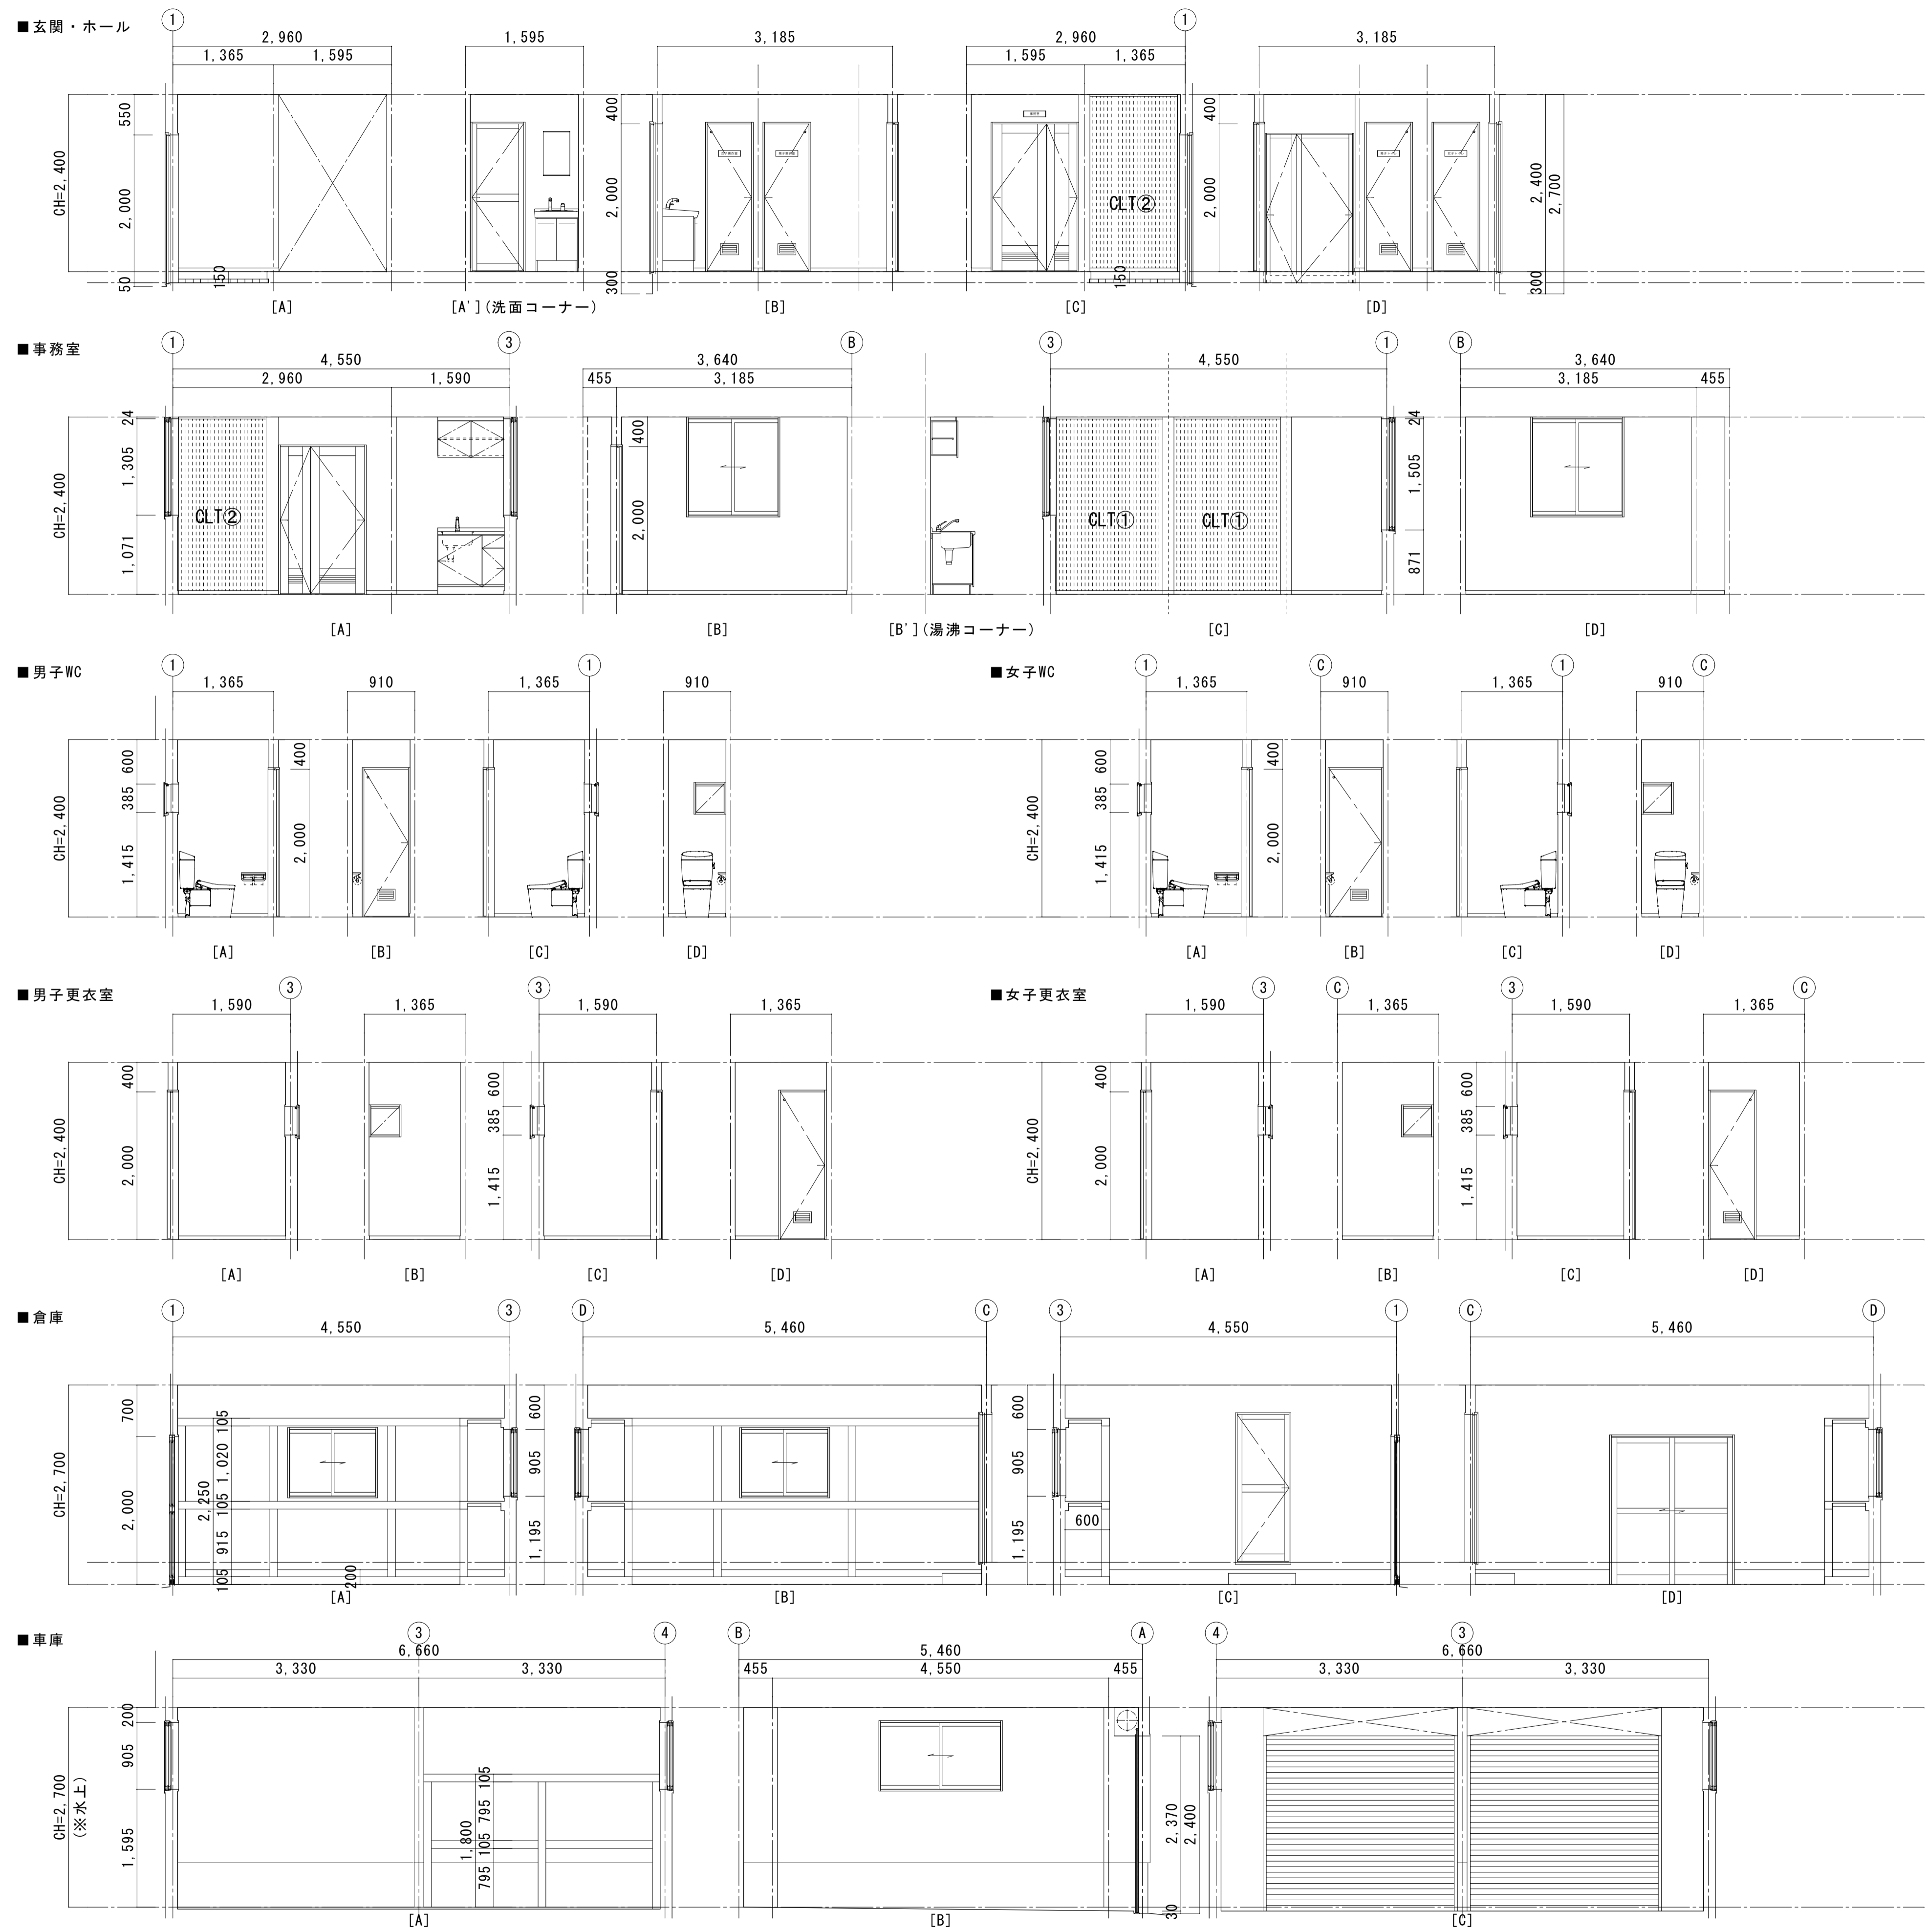 ■玄関・ホール
1 1
2,960 1,595 3,185 2,960 3,185
1,365 1,595 1,595 1,365
CH=2,400 550 2,000 50 150
400 2,000 300
CLT② 150
400 2,000
2,400 2,700 300
[A] [A'](洗面コーナー) [B] [C] [D]
■事務室
1 3 B 3 1 B
4,550 3,640 4,550 3,640
2,960 1,590 455 3,185 3,185 455
CH=2,400 24 1,305 1,071
CLT②
400 2,000
CLT① CLT①
24 1,505 871
[A] [B] [B'](湯沸コーナー) [C] [D]
■男子WC
1 1
1,365 910 1,365 910
CH=2,400 600 385 1,415
400 2,000
[A] [B] [C] [D]
■女子WC
1 C 1 C
1,365 910 1,365 910
CH=2,400 600 385 1,415
400 2,000
[A] [B] [C] [D]
■男子更衣室
3 3
1,590 1,365 1,590 1,365
CH=2,400 400 2,000
600 385 1,415
[A] [B] [C] [D]
■女子更衣室
3 C 3 C
1,590 1,365 1,590 1,365
CH=2,400 400 2,000
600 385 1,415
[A] [B] [C] [D]
■倉庫
1 3 D C 3 1 C D
4,550 5,460 4,550 5,460
CH=2,700 700 2,000
2,250 105 1,020 105 915 105 200
600 905 1,195
600 905 1,195
600
[A] [B] [C] [D]
■車庫
3 4 B A 4 3
6,660 5,460 6,660
3,330 3,330 455 4,550 455 3,330 3,330
CH=2,700
(※水上)
200 905 1,595
1,800 105 795 105 795
2,370 2,400 30
[A] [B] [C]